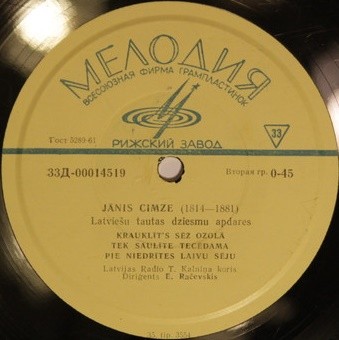 МЕЛОДИЯ
ВСЕСОЮЗНАЯ ФИРМА ГРАМПЛАСТИНОК
Гост 5289-61
33
РИЖСКИЙ ЗАВОД
33Д-00014519
Вторая гр. 0-45
JĀNIS CIMZE (1814—1881)
Latviešu tautas dziesmu apdares
KRAUKLĪT'S SĒŽ OZOLĀ
TEK SAULĪTE TECĒDAMA
PIE NIEDRĪTES LAIVU SĒJU
Latvijas Radio T. Kalniņa koris
Diriģents E. Račevskis